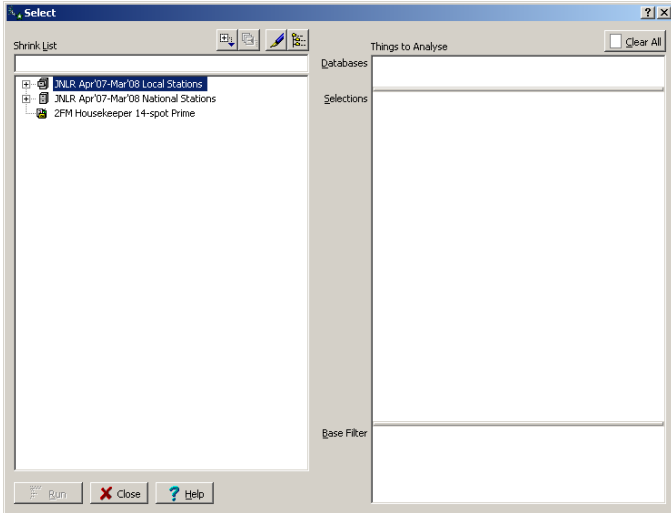 Select
Shrink List
Things to Analyse
Clear All
Databases
JNLR Apr'07-Mar'08 Local Stations
JNLR Apr'07-Mar'08 National Stations
2FM Housekeeper 14-spot Prime
Selections
Base Filter
Run
Close
Help